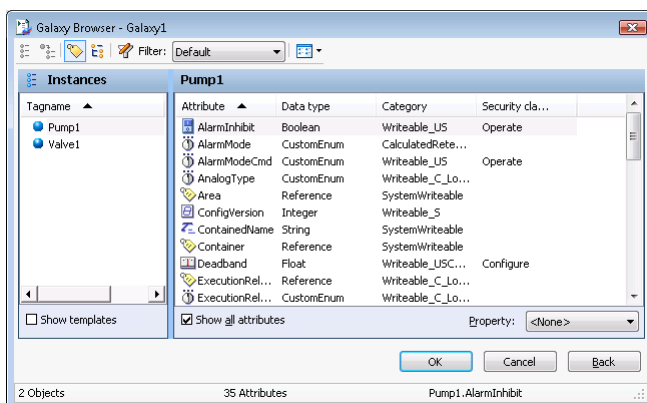 Galaxy Browser - Galaxy1
Filter: Default
Instances
Pump1
Tagname
Attribute Data type Category Security cla...
Pump1
Valve1
AlarmInhibit Boolean Writeable_US Operate
AlarmMode CustomEnum CalculatedRete...
AlarmModeCmd CustomEnum Writeable_US Operate
AnalogType CustomEnum Writeable_C_Lo...
Area Reference SystemWriteable
ConfigVersion Integer Writeable_S
ContainedName String SystemWriteable
Container Reference SystemWriteable
Deadband Float Writeable_USC... Configure
ExecutionRel... Reference Writeable_C_Lo...
ExecutionRel... CustomEnum Writeable_C_Lo...
Show templates
Show all attributes Property: <None>
OK Cancel Back
2 Objects 35 Attributes Pump1.AlarmInhibit